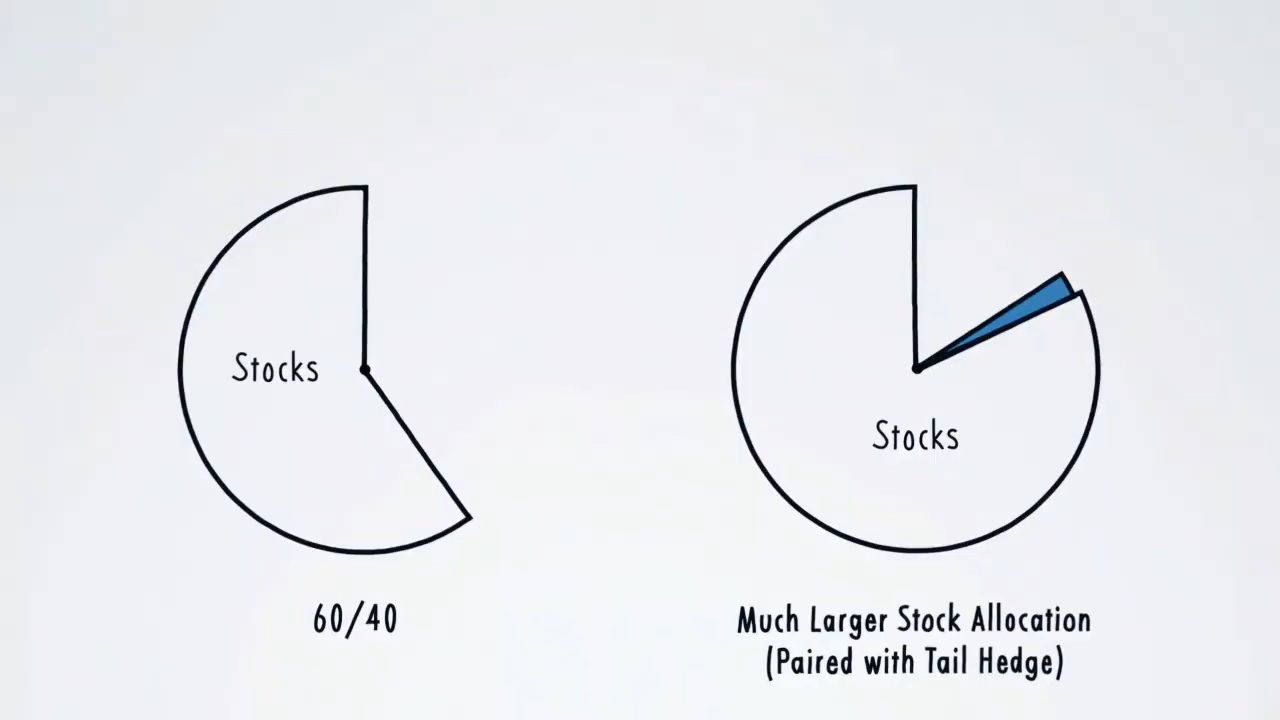 Stocks
Stocks
60/40
Much Larger Stock Allocation
(Paired with Tail Hedge)